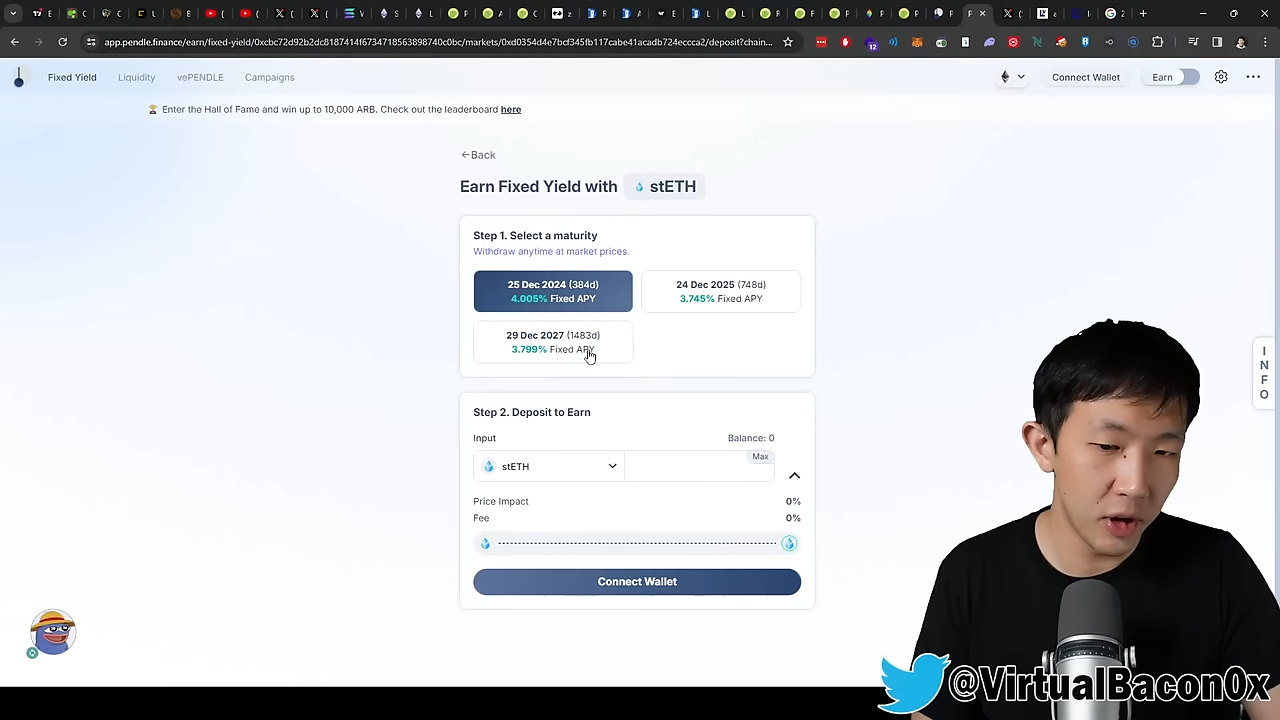 app.pendle.finance/earn/fixed-yield/0xcbc72d92b2dc8187414f6734718563898740c0bc/markets/0xd0354d4e7bcf345fb117cabe41acadb724eccca2/deposit?chain...
Fixed Yield Liquidity vePENDLE Campaigns Connect Wallet Earn
Enter the Hall of Fame and win up to 10,000 ARB. Check out the leaderboard here
←Back
Earn Fixed Yield with stETH
Step 1. Select a maturity
Withdraw anytime at market prices.
25 Dec 2024 (384d) 24 Dec 2025 (748d)
4.005% Fixed APY 3.745% Fixed APY
29 Dec 2027 (1483d)
3.799% Fixed APY
INFO
Step 2. Deposit to Earn
Input Balance: 0
Max
stETH
Price Impact 0%
Fee 0%
Connect Wallet
@VirtualBacon0x